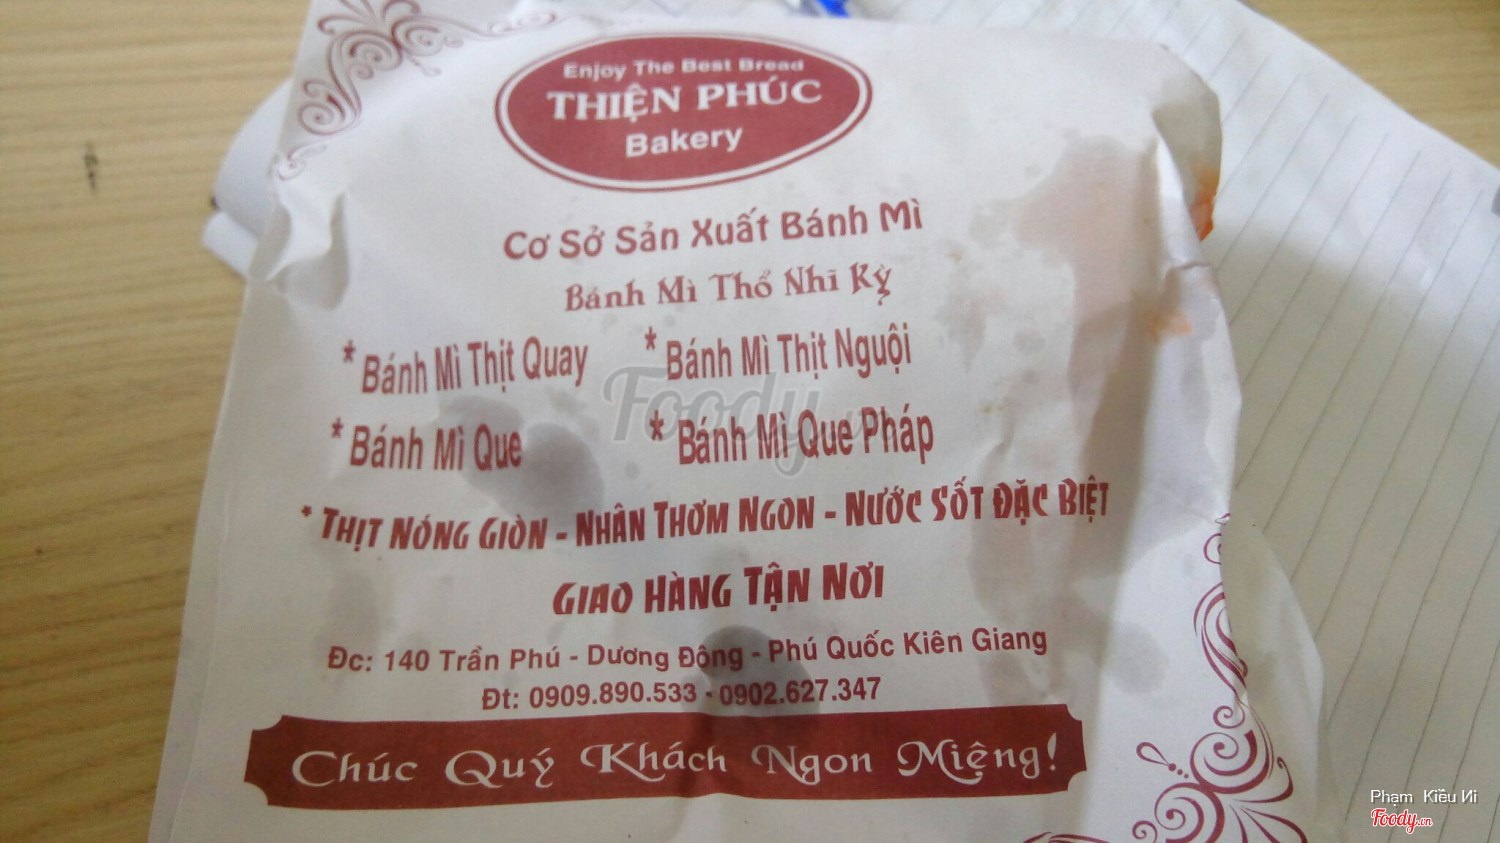 Enjoy The Best Bread
THIỆN PHÚC
Bakery
Cơ Sở Sản Xuất Bánh Mì
Bánh Mì Thổ Nhĩ Kỳ
* Bánh Mì Thịt Quay * Bánh Mì Thịt Nguội
* Bánh Mì Que * Bánh Mì Que Pháp
* THỊT NÓNG GIÒN - NHÂN THƠM NGON - NƯỚC SỐT ĐẶC BIỆT
GIAO HÀNG TẬN NƠI
Đc: 140 Trần Phú - Dương Đông - Phú Quốc Kiên Giang
Đt: 0909.890.533 - 0902.627.347
Chúc Quý Khách Ngon Miệng!
Foody.vn
Phạm Kiều Иi
Foody.vn